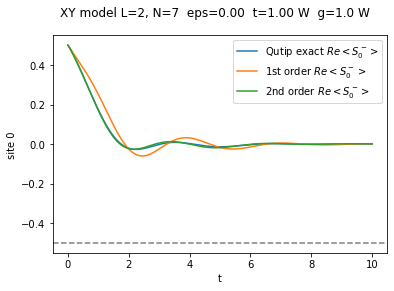 XY model L=2, N=7 eps=0.00 t=1.00 W g=1.0 W
Qutip exact Re<S₀⁻>
1st order Re<S₀⁻>
2nd order Re<S₀⁻>
site 0
0.4
0.2
0.0
−0.2
−0.4
0 2 4 6 8 10
t